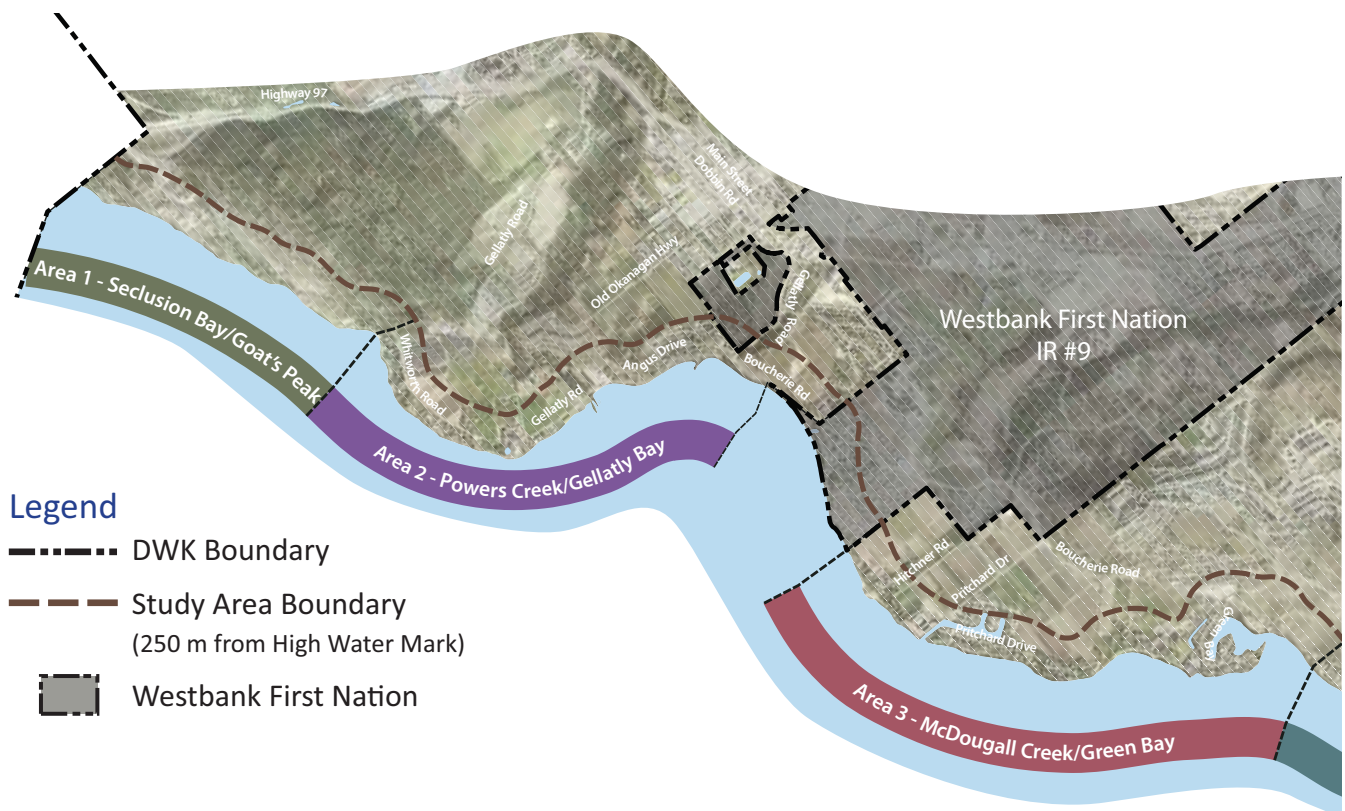 Highway 97
Main Street
Dobbin Rd
Gellatly Road
Old Okanagan Hwy
Gellatly Road
Westbank First Nation
IR #9
Area 1 - Seclusion Bay/Goat's Peak
Whitworth Road
Angus Drive
Boucherie Rd
Gellatly Rd
Area 2 - Powers Creek/Gellatly Bay
Hitchner Rd
Pritchard Dr
Boucherie Road
Pritchard Drive
Green Bay
Area 3 - McDougall Creek/Green Bay
Legend
DWK Boundary
Study Area Boundary
(250 m from High Water Mark)
Westbank First Nation